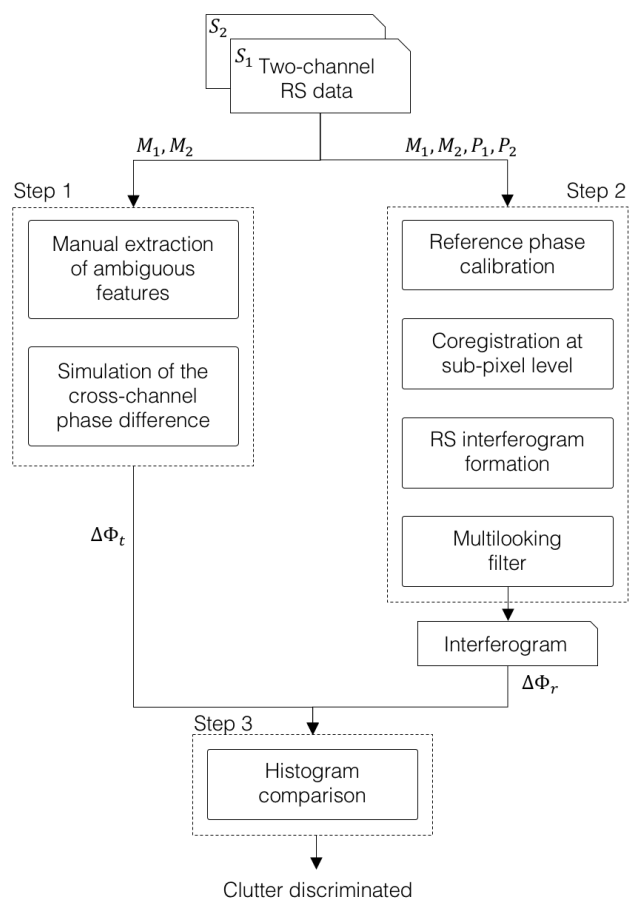 S₂
S₁ Two-channel
RS data
M₁, M₂
M₁, M₂, P₁, P₂
Step 1
Manual extraction
of ambiguous
features
Simulation of the
cross-channel
phase difference
ΔΦₜ
Step 2
Reference phase
calibration
Coregistration at
sub-pixel level
RS interferogram
formation
Multilooking
filter
Interferogram
ΔΦᵣ
Step 3
Histogram
comparison
Clutter discriminated